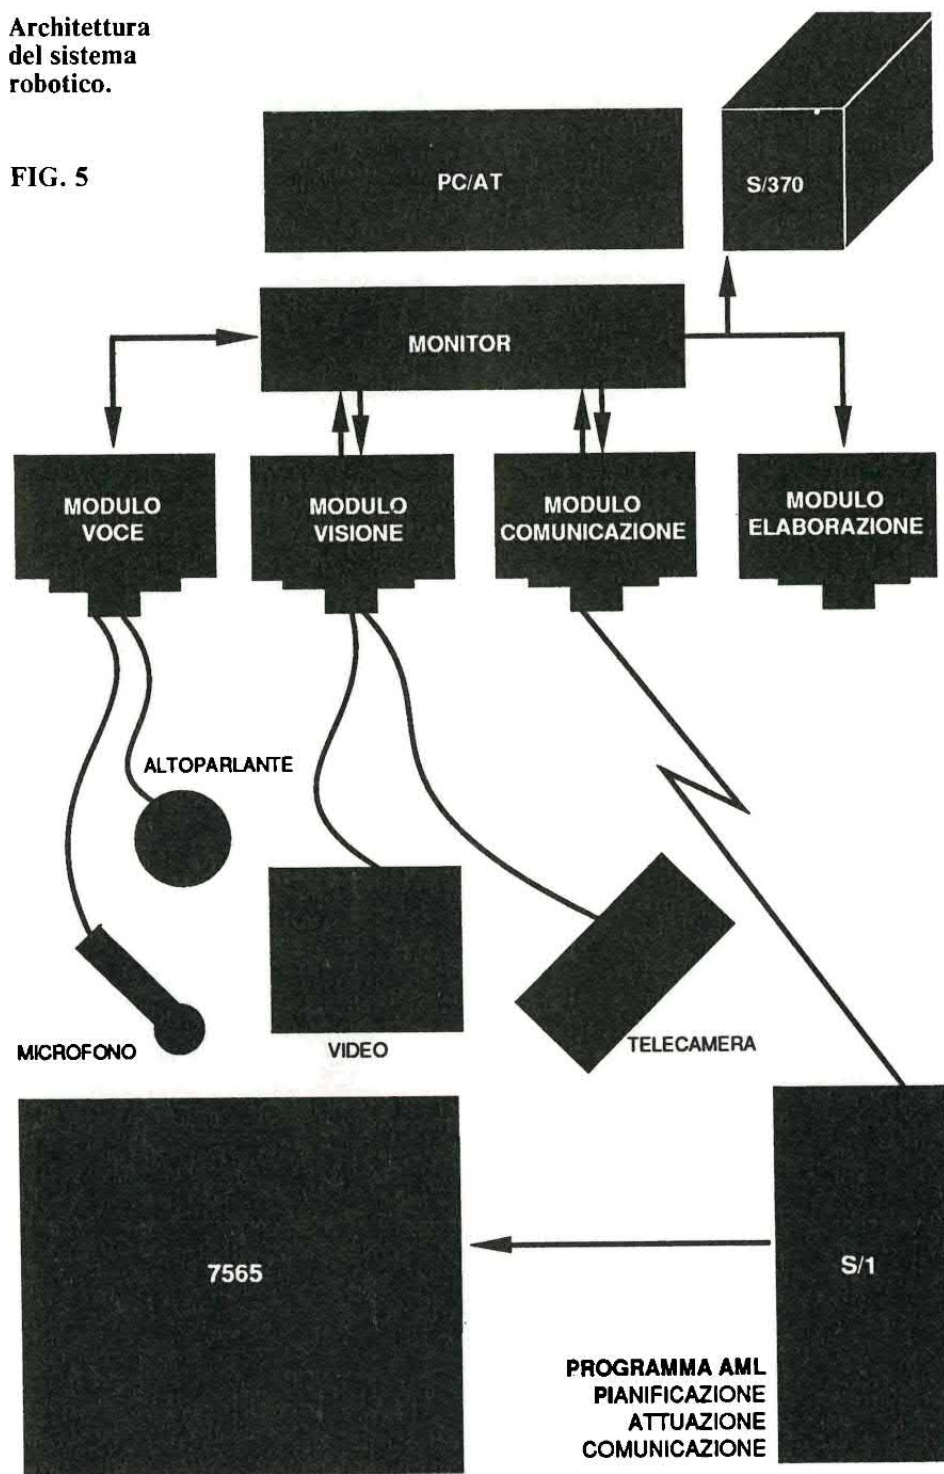 Architettura
del sistema
robotico.
FIG. 5
PC/AT
S/370
MONITOR
MODULO
VOCE
MODULO
VISIONE
MODULO
COMUNICAZIONE
MODULO
ELABORAZIONE
ALTOPARLANTE
MICROFONO
VIDEO
TELECAMERA
7565
S/1
PROGRAMMA AML
PIANIFICAZIONE
ATTUAZIONE
COMUNICAZIONE